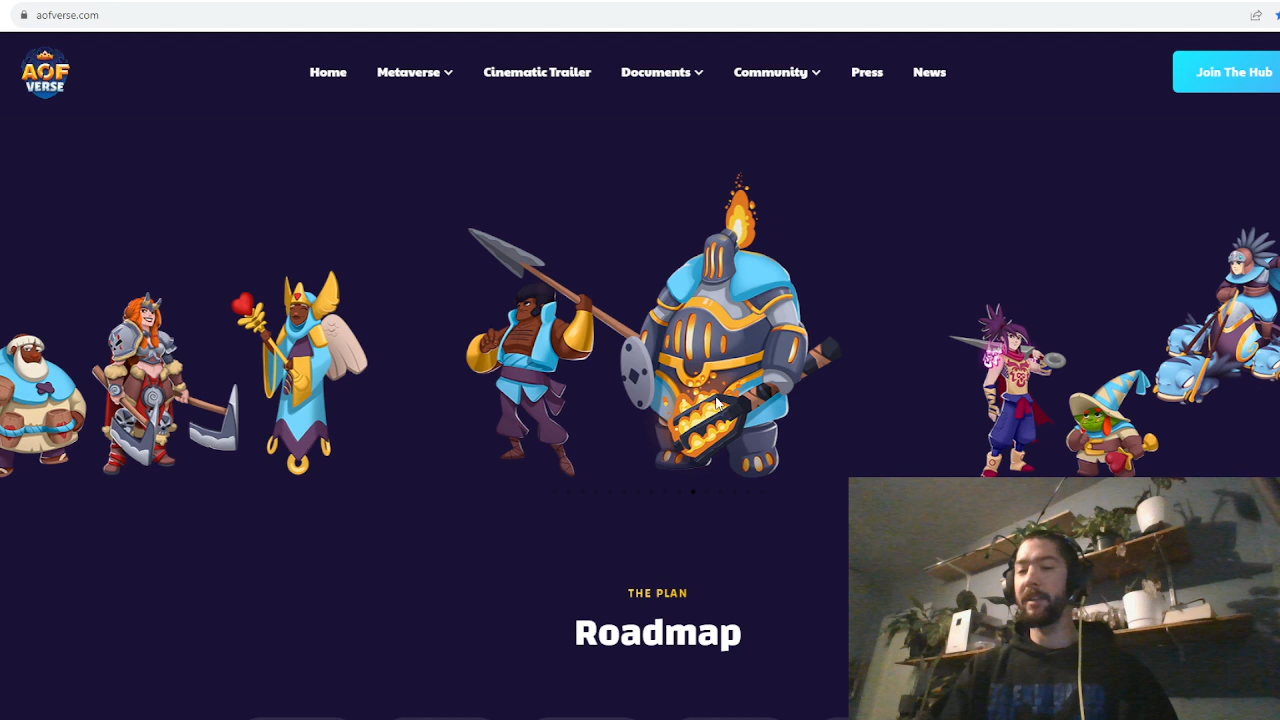 aofverse.com
AOF
VERSE
Home
Metaverse
Cinematic Trailer
Documents
Community
Press
News
Join The Hub
THE PLAN
Roadmap